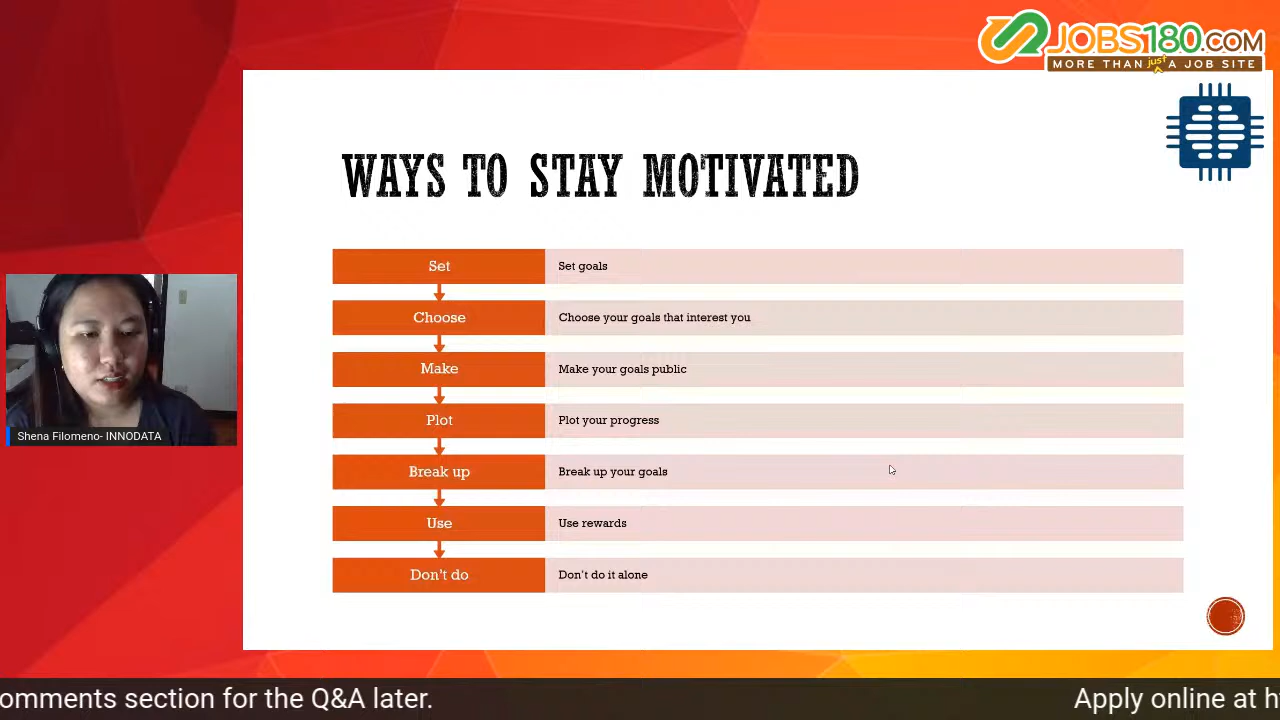 JOBS180.COM
MORE THAN just A JOB SITE
WAYS TO STAY MOTIVATED
Set
Set goals
Choose
Choose your goals that interest you
Make
Make your goals public
Plot
Plot your progress
Break up
Break up your goals
Use
Use rewards
Don't do
Don't do it alone
Shena Filomeno- INNODATA
omments section for the Q&A later.
Apply online at h